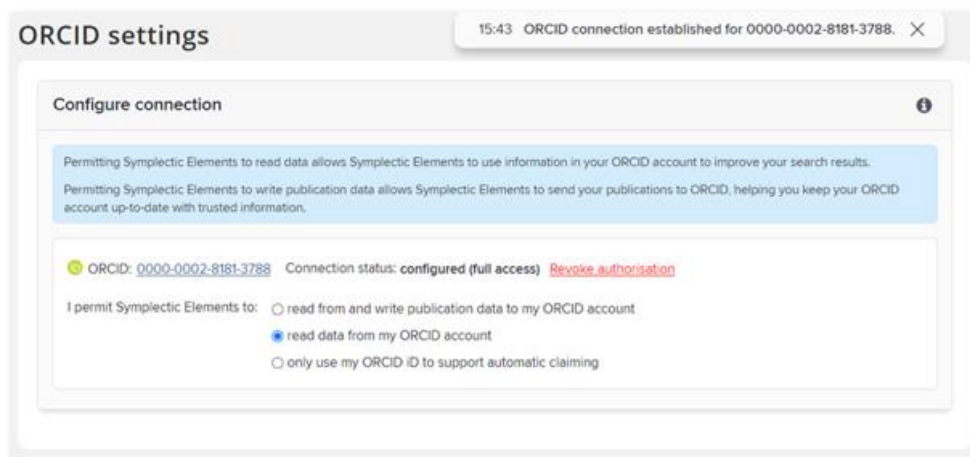 ORCID settings
15:43 ORCID connection established for 0000-0002-8181-3788.
Configure connection
Permitting Symplectic Elements to read data allows Symplectic Elements to use information in your ORCID account to improve your search results.
Permitting Symplectic Elements to write publication data allows Symplectic Elements to send your publications to ORCID, helping you keep your ORCID
account up-to-date with trusted information.
iD ORCID: 0000-0002-8181-3788 Connection status: configured (full access) Revoke authorisation
I permit Symplectic Elements to: read from and write publication data to my ORCID account
read data from my ORCID account
only use my ORCID iD to support automatic claiming